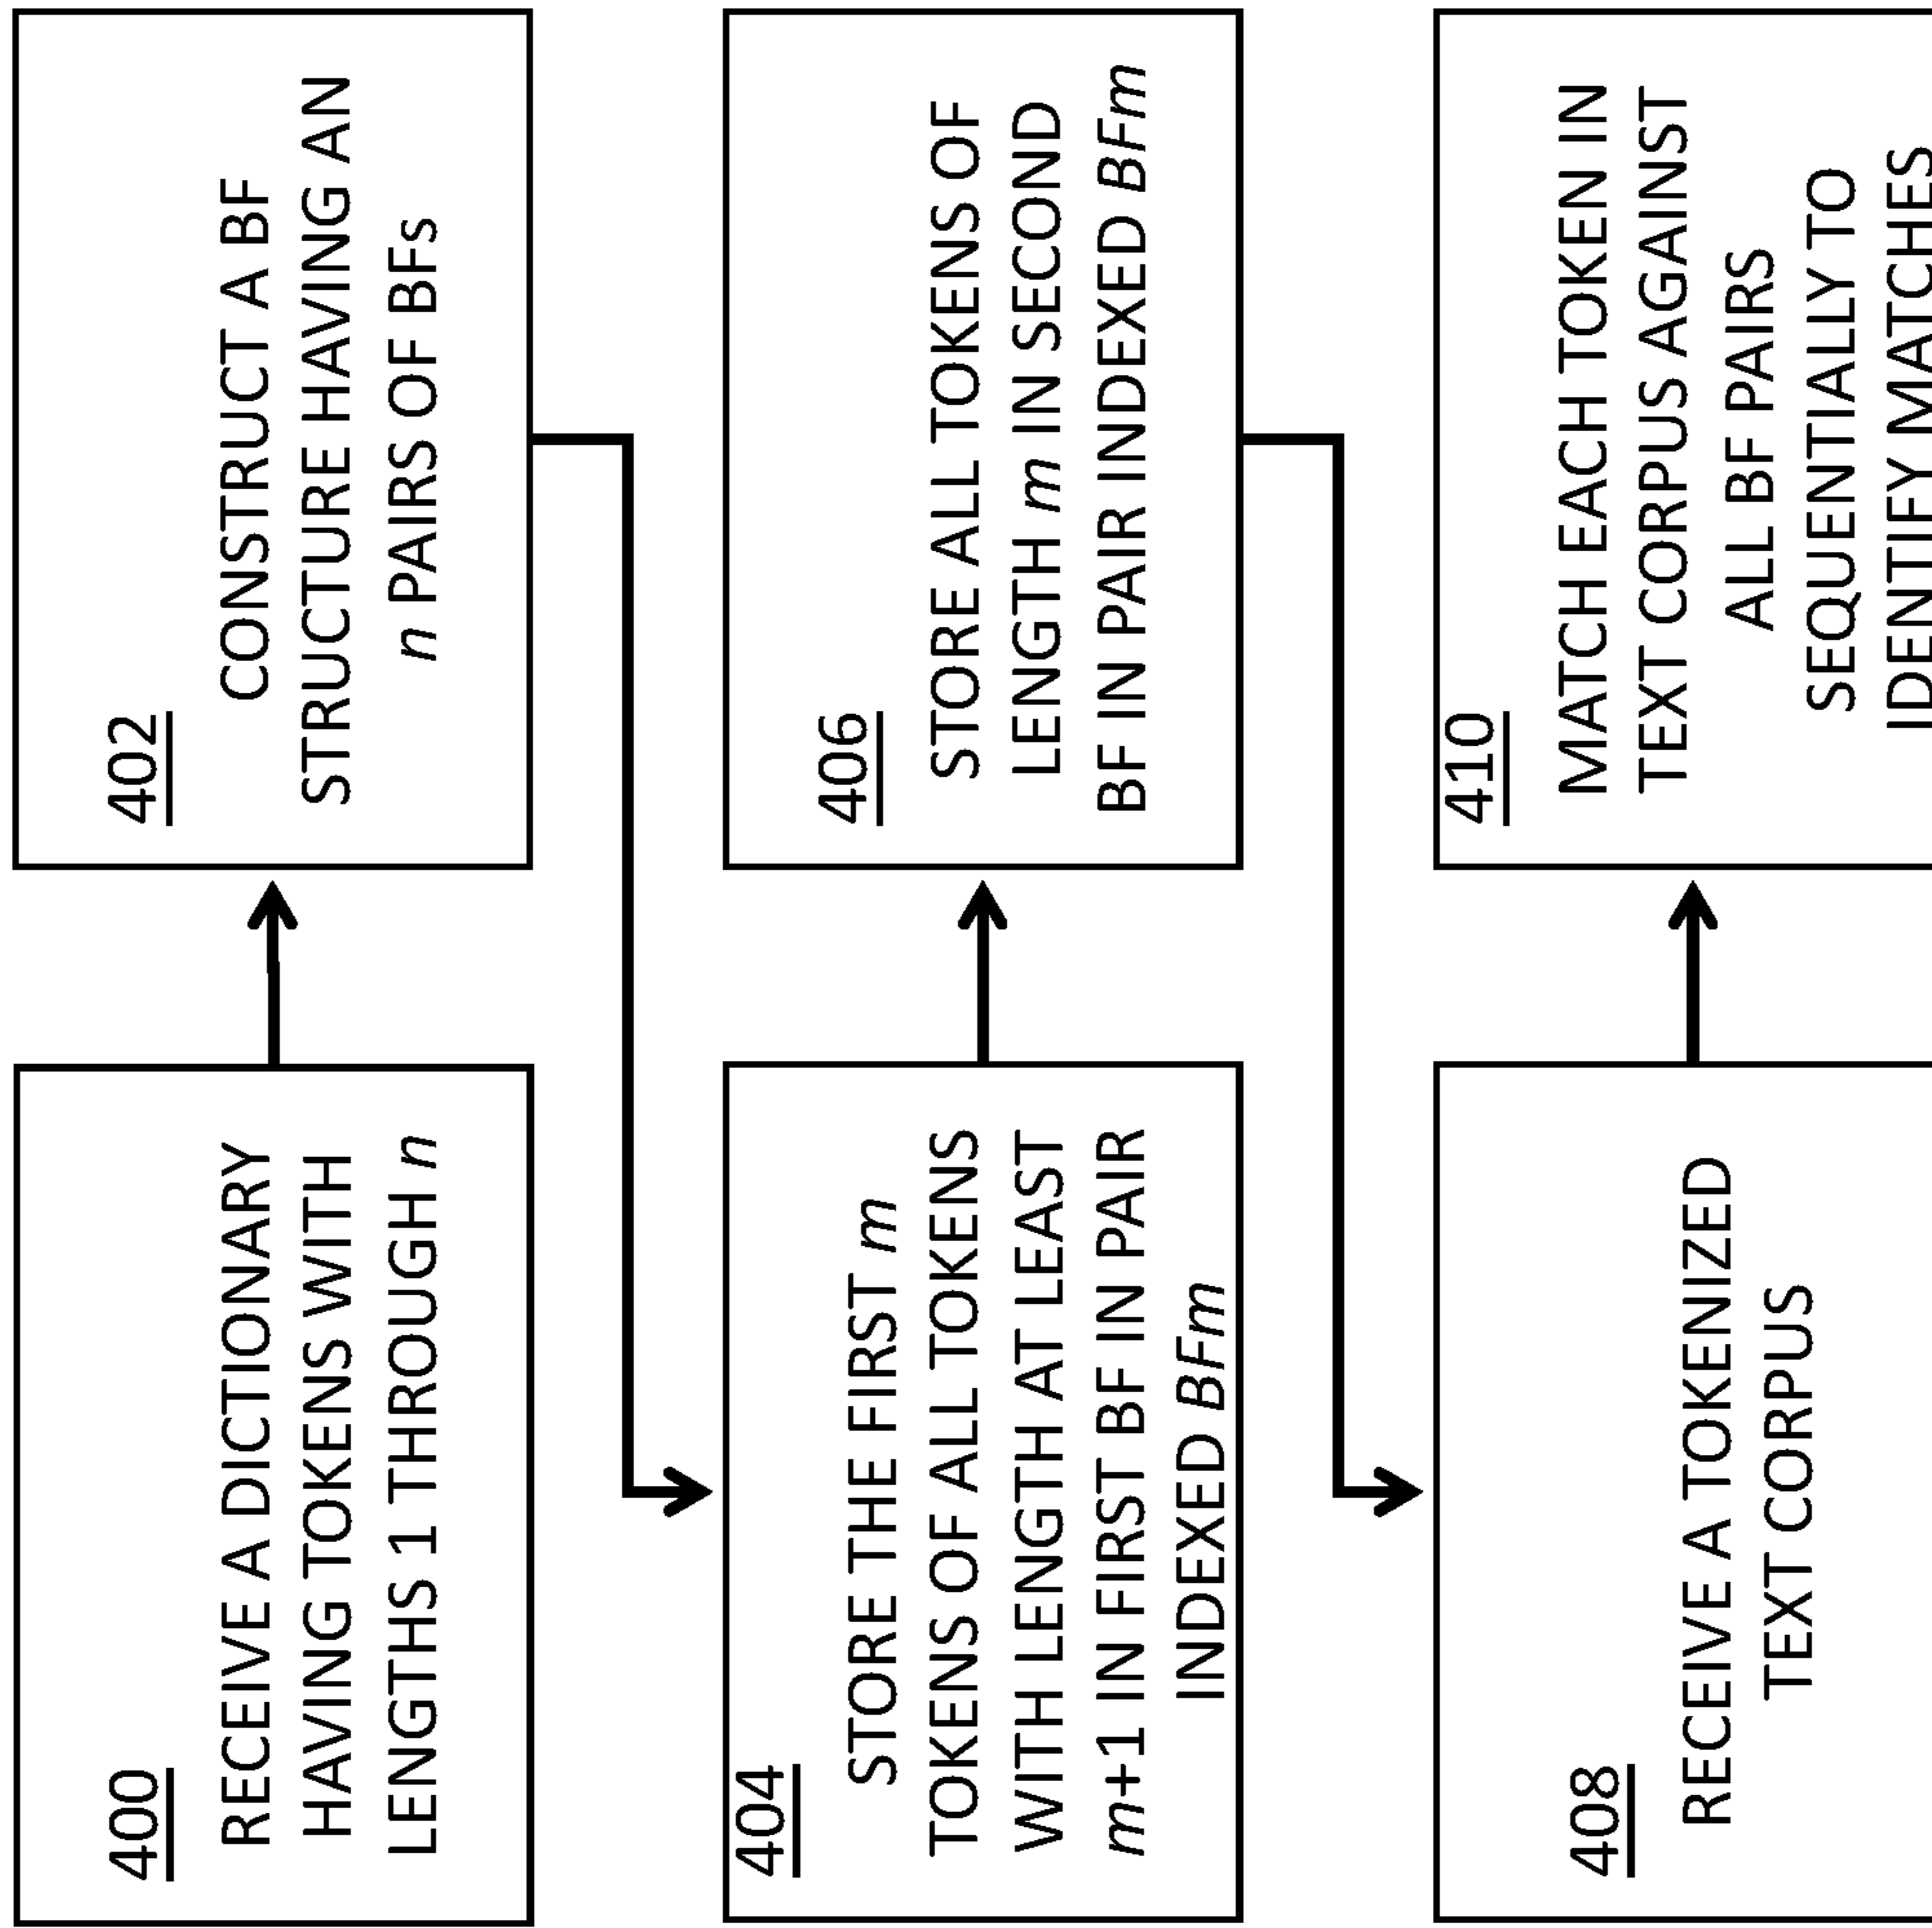 400
RECEIVE A DICTIONARY
HAVING TOKENS WITH
LENGTHS 1 THROUGH n
402
CONSTRUCT A BF
STRUCTURE HAVING AN
n PAIRS OF BFs
404
STORE THE FIRST m
TOKENS OF ALL TOKENS
WITH LENGTH AT LEAST
m+1 IN FIRST BF IN PAIR
INDEXED BFm
406
STORE ALL TOKENS OF
LENGTH m IN SECOND
BF IN PAIR INDEXED BFm
408
RECEIVE A TOKENIZED
TEXT CORPUS
410
MATCH EACH TOKEN IN
TEXT CORPUS AGAINST
ALL BF PAIRS
SEQUENTIALLY TO
IDENTIFY MATCHES